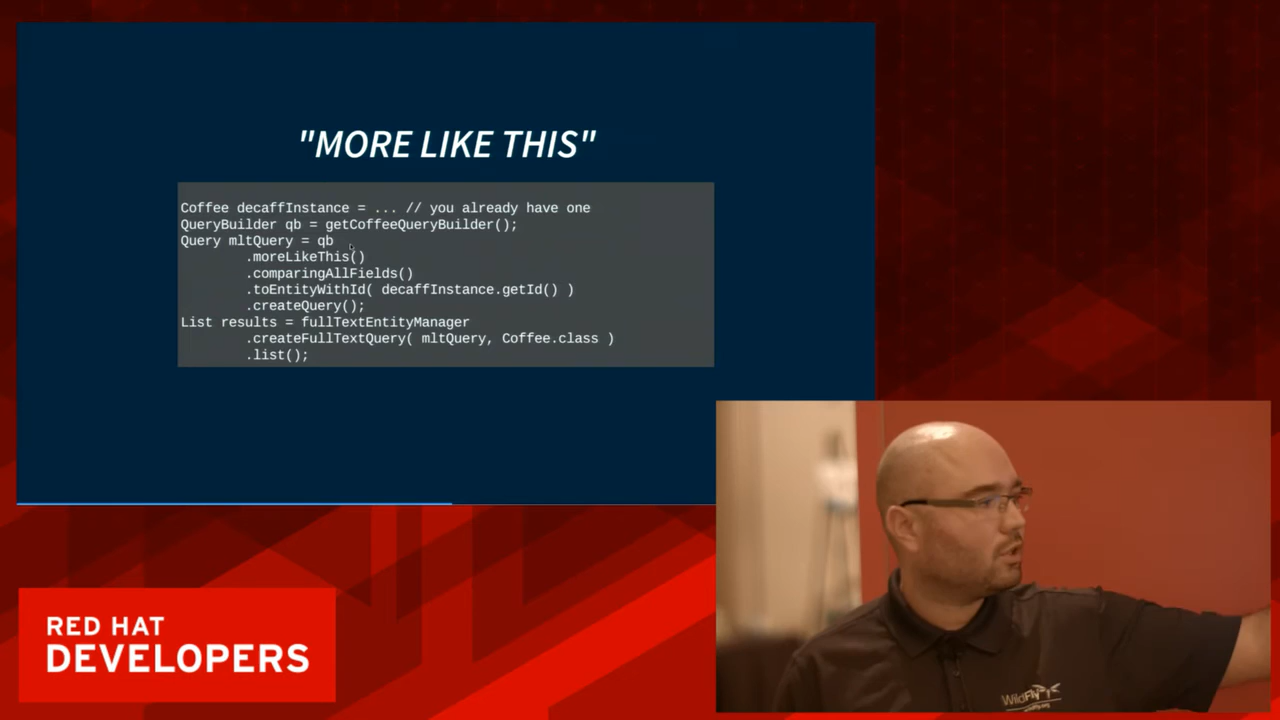 "MORE LIKE THIS"
Coffee decaffInstance = ... // you already have one
QueryBuilder qb = getCoffeeQueryBuilder();
Query mltQuery = qb
.moreLikeThis()
.comparingAllFields()
.toEntityWithId( decaffInstance.getId() )
.createQuery();
List results = fullTextEntityManager
.createFullTextQuery( mltQuery, Coffee.class )
.list();
RED HAT
DEVELOPERS
WildFly